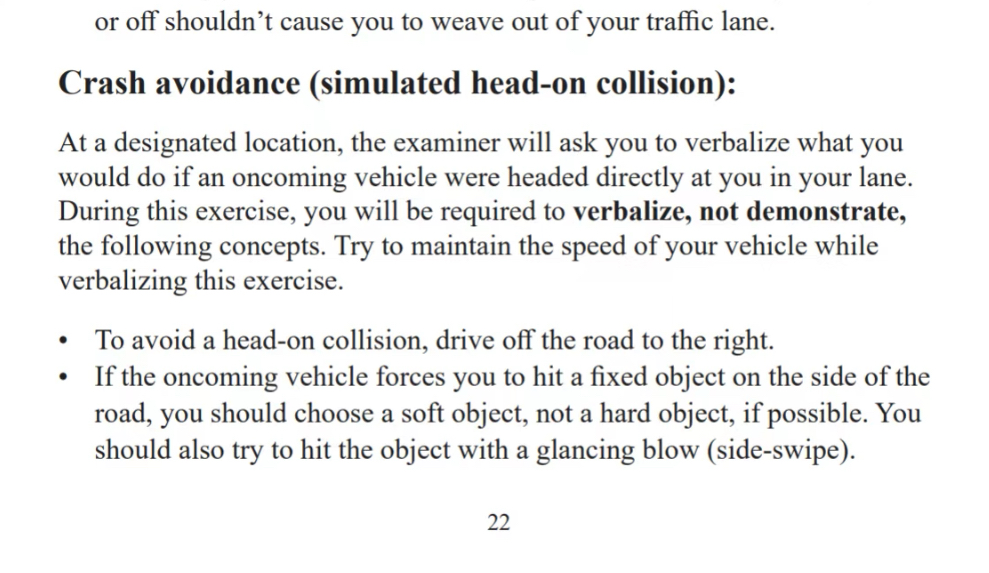 or off shouldn’t cause you to weave out of your traffic lane.
Crash avoidance (simulated head-on collision):
At a designated location, the examiner will ask you to verbalize what you
would do if an oncoming vehicle were headed directly at you in your lane.
During this exercise, you will be required to verbalize, not demonstrate,
the following concepts. Try to maintain the speed of your vehicle while
verbalizing this exercise.
• To avoid a head-on collision, drive off the road to the right.
• If the oncoming vehicle forces you to hit a fixed object on the side of the
road, you should choose a soft object, not a hard object, if possible. You
should also try to hit the object with a glancing blow (side-swipe).
22